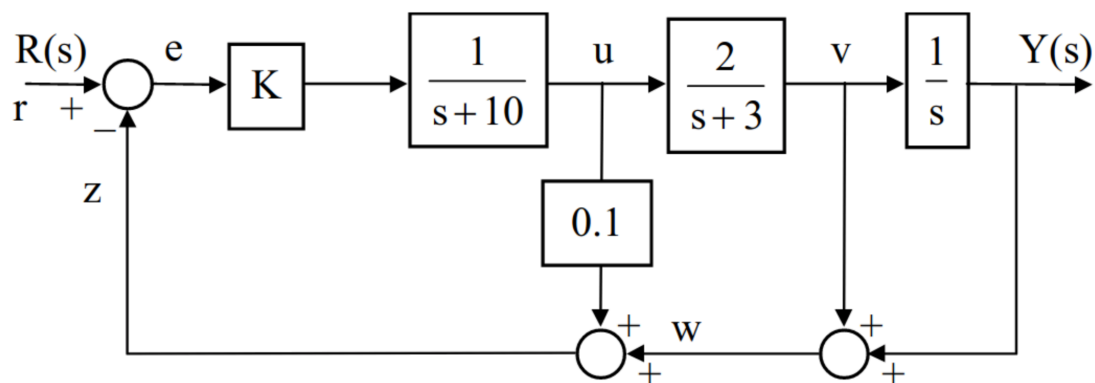 R(s)
r
+
−
e
K
1
s+10
u
2
s+3
v
1
s
Y(s)
z
0.1
+
+
w
+
+